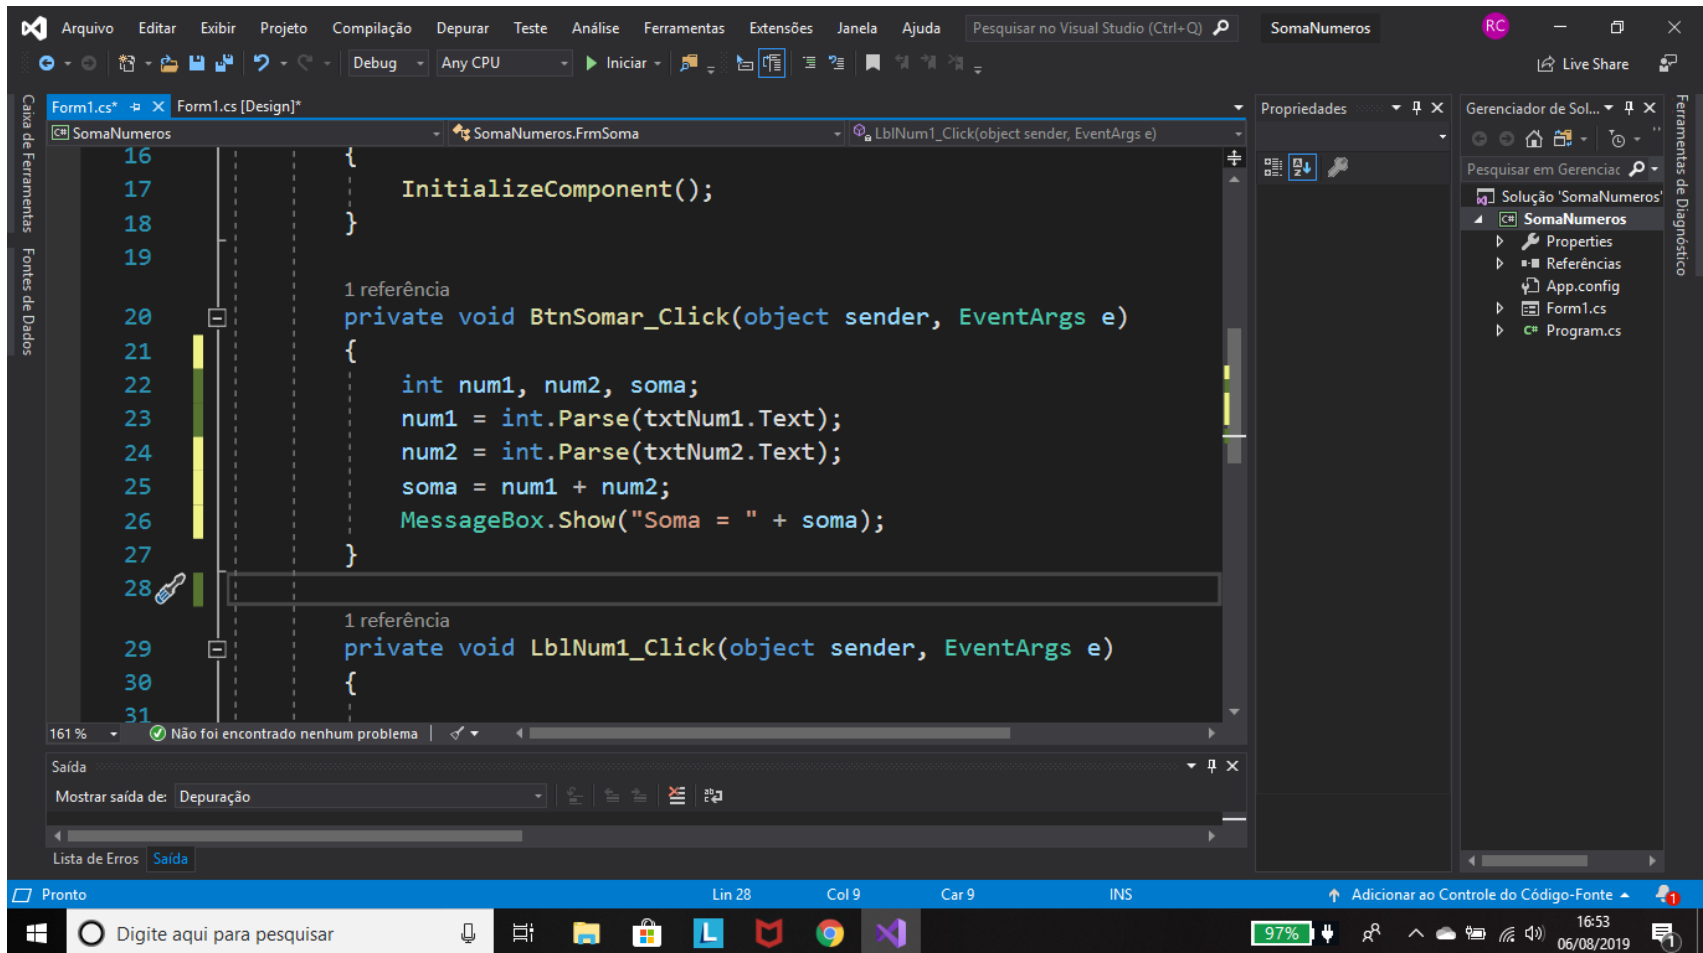 Arquivo Editar Exibir Projeto Compilação Depurar Teste Análise Ferramentas Extensões Janela Ajuda Pesquisar no Visual Studio (Ctrl+Q) SomaNumeros RC
Debug Any CPU Iniciar Live Share
Caixa de Ferramentas
Fontes de Dados
Form1.cs* Form1.cs [Design]*
SomaNumeros SomaNumeros.FrmSoma LblNum1_Click(object sender, EventArgs e)
16 {
17 InitializeComponent();
18 }
19
1 referência
20 private void BtnSomar_Click(object sender, EventArgs e)
21 {
22 int num1, num2, soma;
23 num1 = int.Parse(txtNum1.Text);
24 num2 = int.Parse(txtNum2.Text);
25 soma = num1 + num2;
26 MessageBox.Show("Soma = " + soma);
27 }
28
1 referência
29 private void LblNum1_Click(object sender, EventArgs e)
30 {
31
161 % Não foi encontrado nenhum problema
Saída
Mostrar saída de: Depuração
Lista de Erros Saída
Propriedades
Gerenciador de Sol...
Pesquisar em Gerenciac
Solução 'SomaNumeros'
C# SomaNumeros
Properties
Referências
App.config
Form1.cs
C# Program.cs
Ferramentas de Diagnóstico
Pronto Lin 28 Col 9 Car 9 INS Adicionar ao Controle do Código-Fonte 1
Digite aqui para pesquisar L 97% 16:53
06/08/2019 1